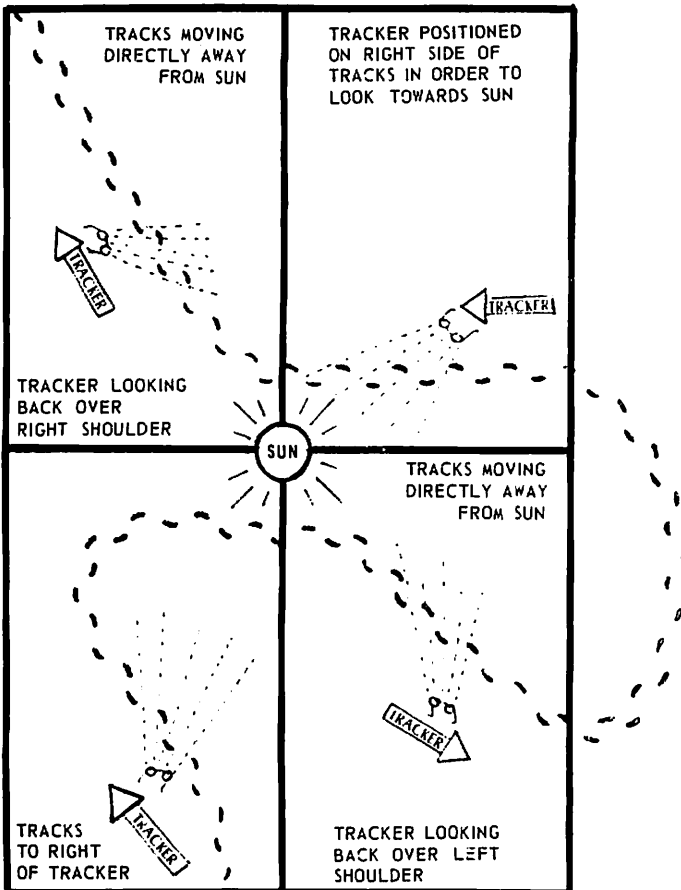 TRACKS MOVING
DIRECTLY AWAY
FROM SUN
TRACKER POSITIONED
ON RIGHT SIDE OF
TRACKS IN ORDER TO
LOOK TOWARDS SUN
TRACKER
TRACKER
TRACKER LOOKING
BACK OVER
RIGHT SHOULDER
SUN
TRACKS MOVING
DIRECTLY AWAY
FROM SUN
TRACKER
TRACKER
TRACKS
TO RIGHT
OF TRACKER
TRACKER LOOKING
BACK OVER LEFT
SHOULDER